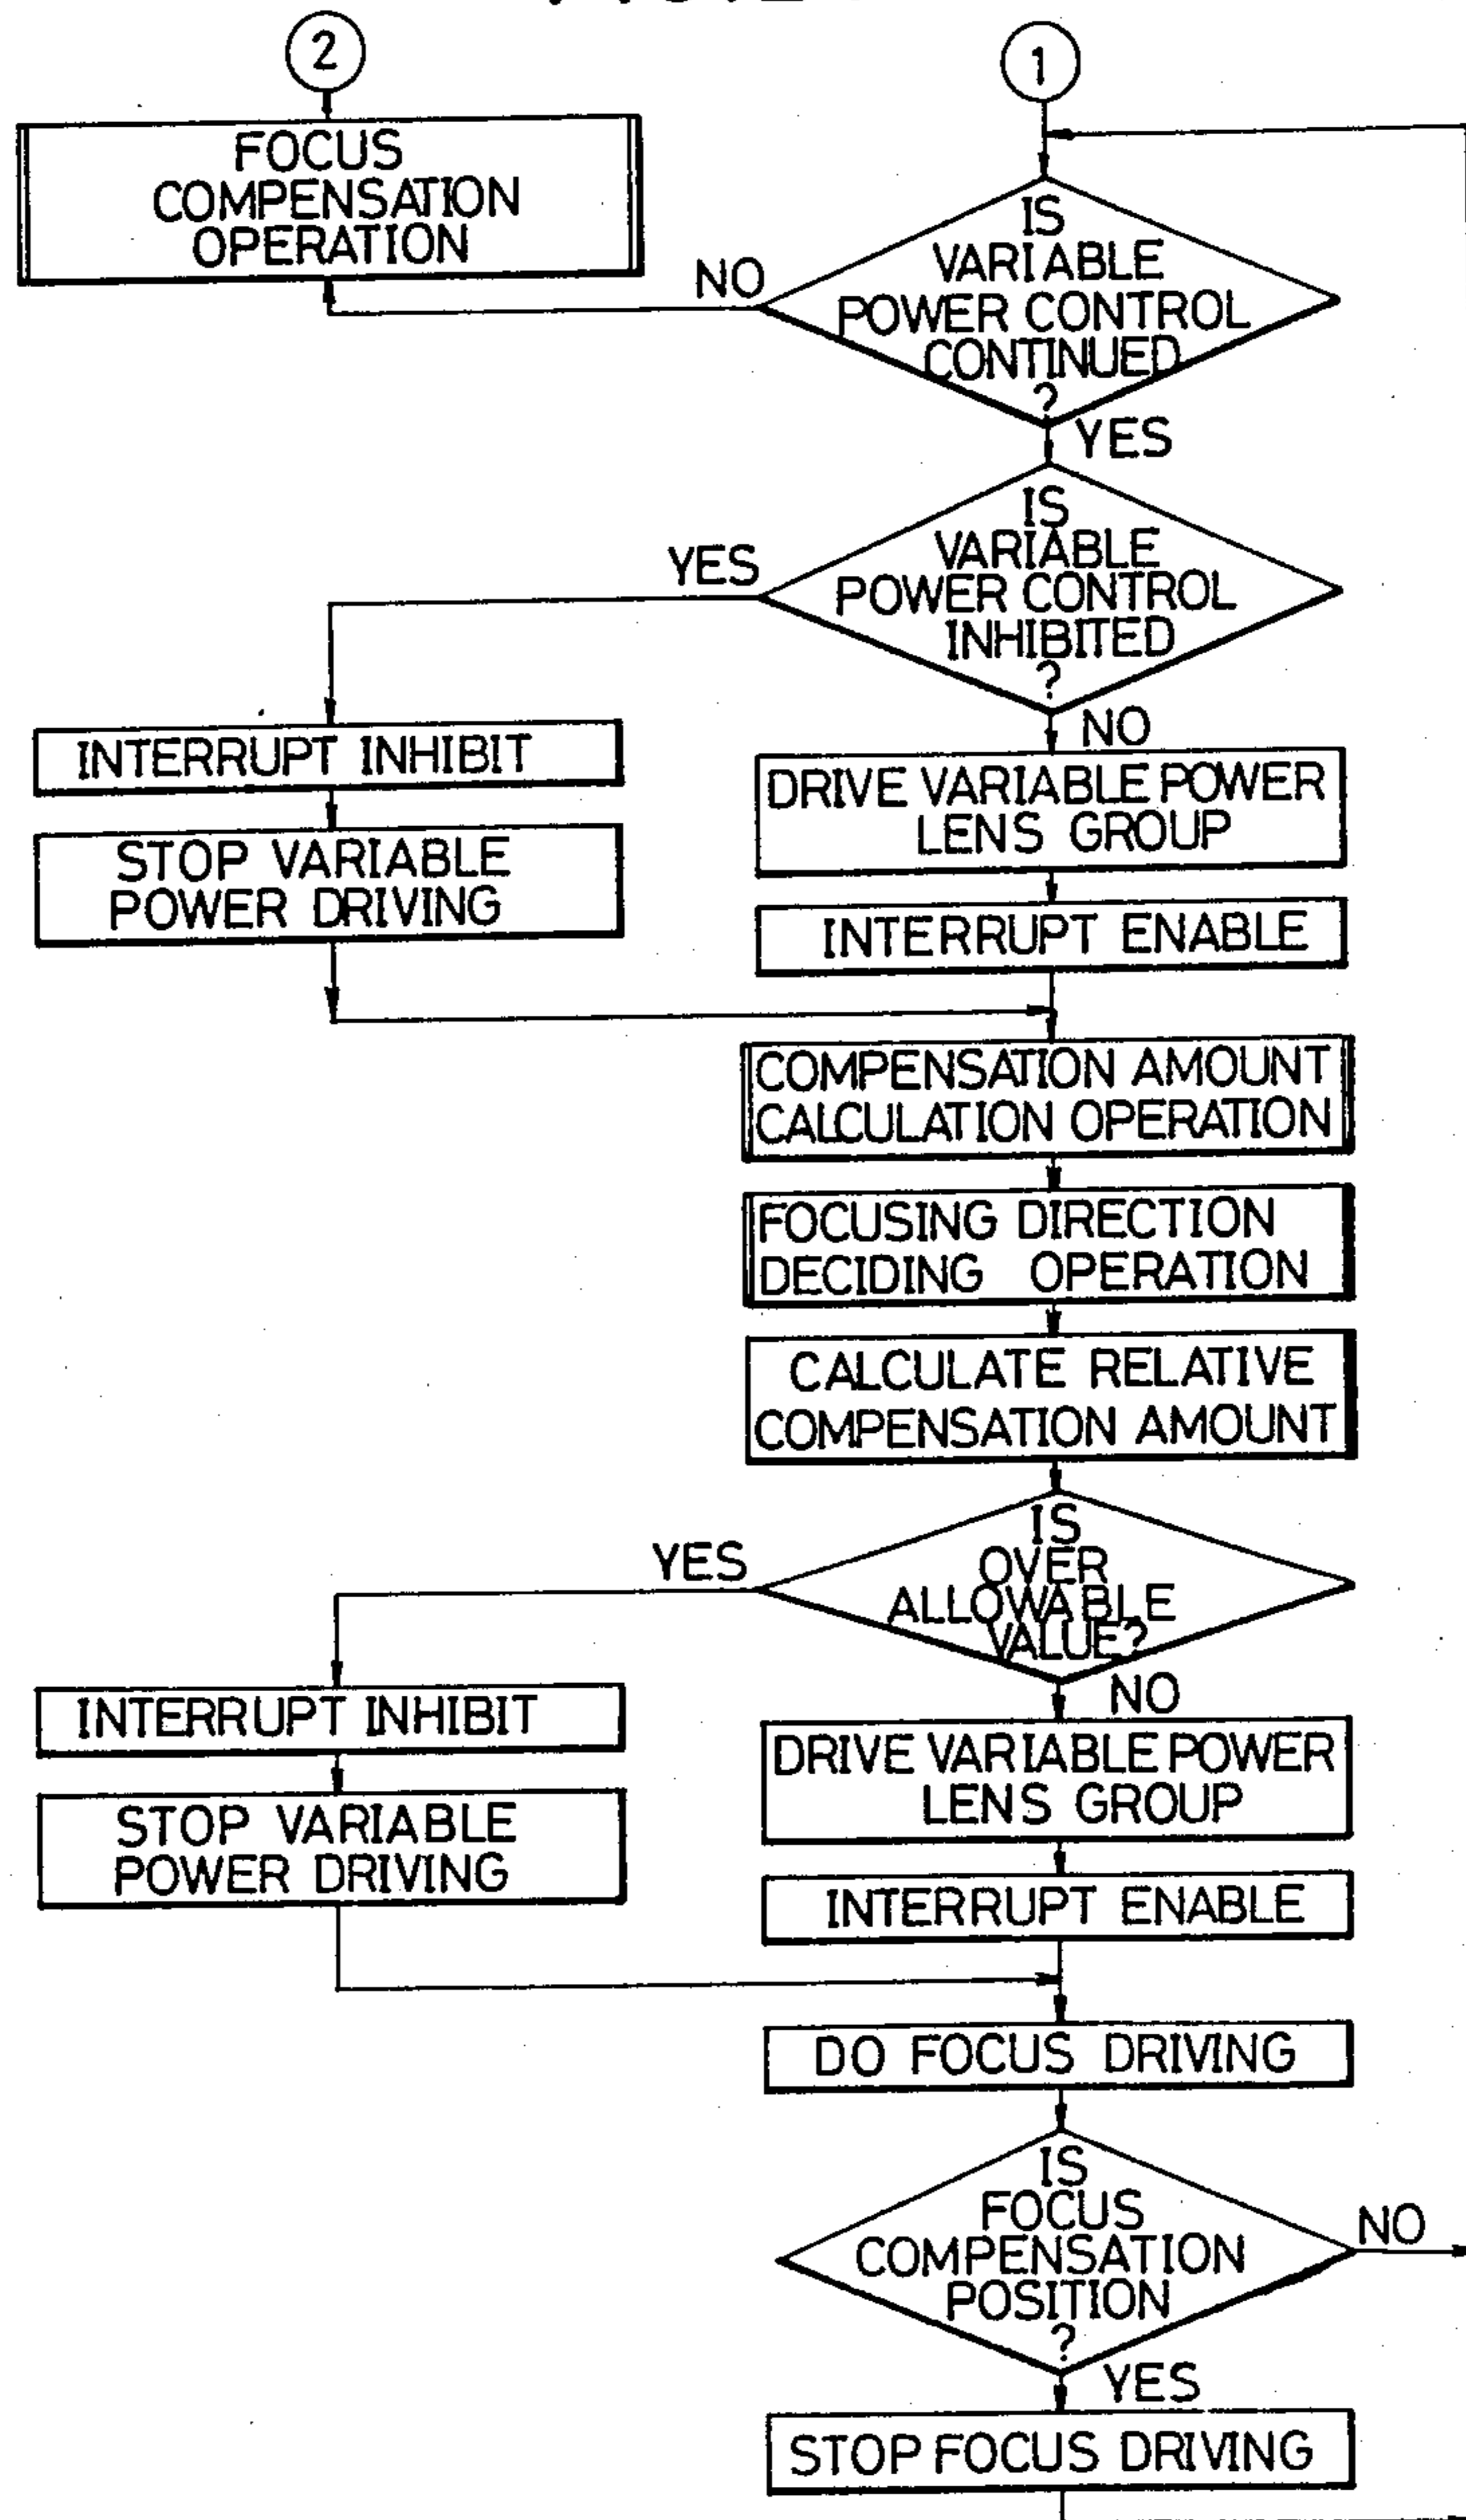 2
FOCUS
COMPENSATION
OPERATION
1
IS
VARIABLE
POWER CONTROL
CONTINUED
?
NO
YES
IS
VARIABLE
POWER CONTROL
INHIBITED
?
YES
NO
INTERRUPT INHIBIT
STOP VARIABLE
POWER DRIVING
DRIVE VARIABLE POWER
LENS GROUP
INTERRUPT ENABLE
COMPENSATION AMOUNT
CALCULATION OPERATION
FOCUSING DIRECTION
DECIDING OPERATION
CALCULATE RELATIVE
COMPENSATION AMOUNT
IS
OVER
ALLOWABLE
VALUE?
YES
NO
INTERRUPT INHIBIT
STOP VARIABLE
POWER DRIVING
DRIVE VARIABLE POWER
LENS GROUP
INTERRUPT ENABLE
DO FOCUS DRIVING
IS
FOCUS
COMPENSATION
POSITION
?
NO
YES
STOP FOCUS DRIVING